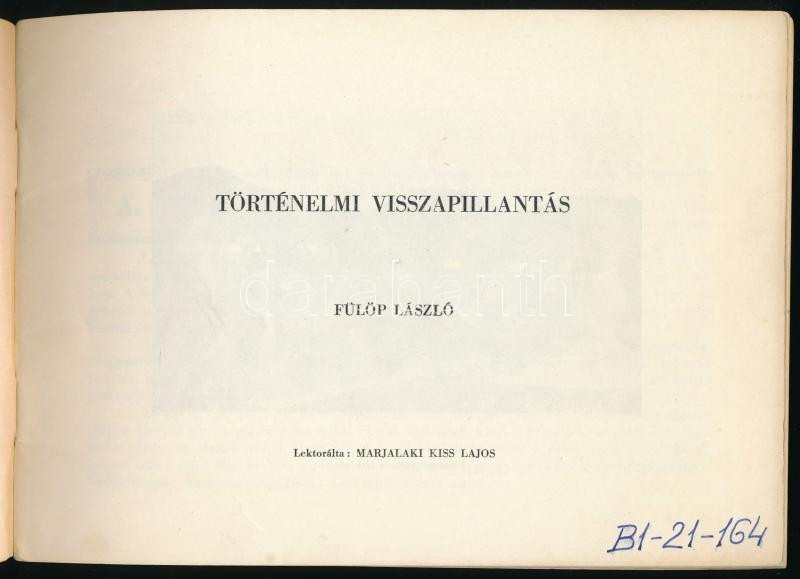 TÖRTÉNELMI VISSZAPILLANTÁS
darabanth
FÜLÖP LÁSZLÓ
Lektorálta: MARJALAKI KISS LAJOS
B1-21-164